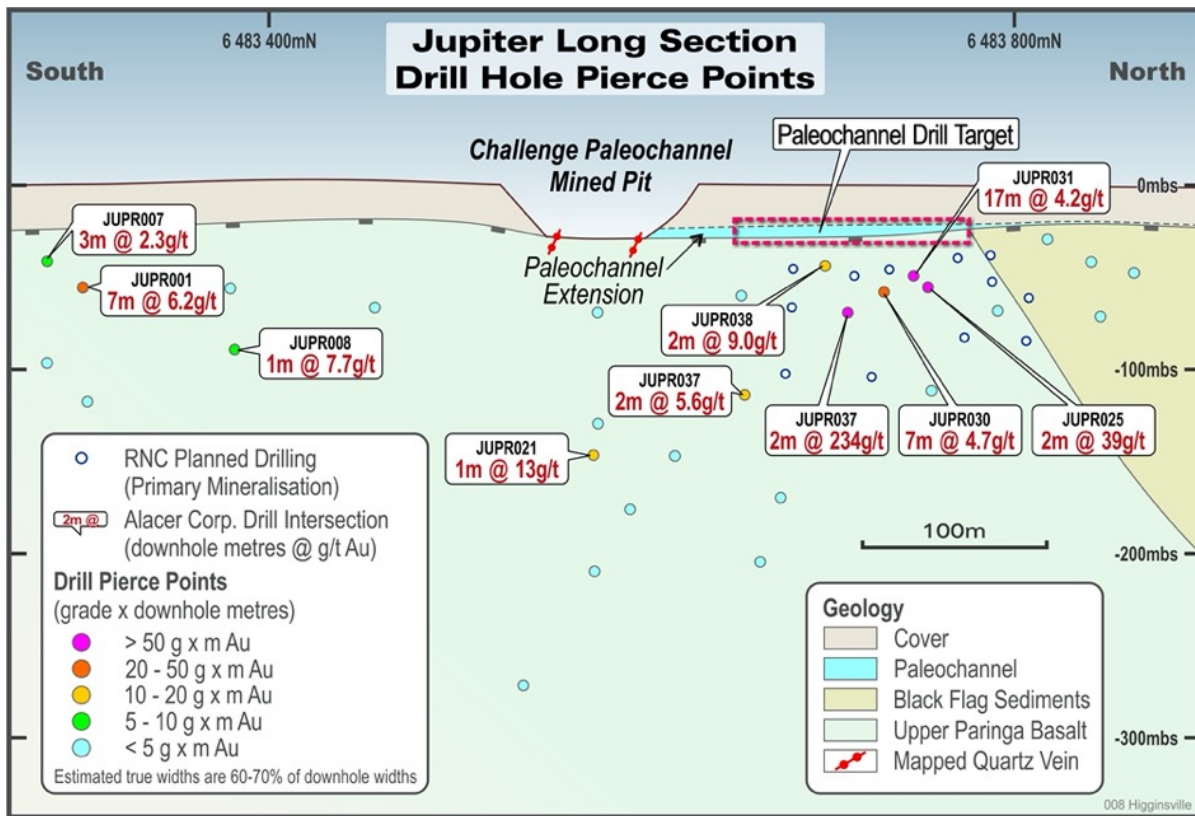 6 483 400mN
6 483 800mN
Jupiter Long Section
Drill Hole Pierce Points
South
North
Paleochannel Drill Target
Challenge Paleochannel
Mined Pit
JUPR031
17m @ 4.2g/t
0mbs
JUPR007
3m @ 2.3g/t
JUPR001
7m @ 6.2g/t
Paleochannel
Extension
JUPR038
2m @ 9.0g/t
JUPR008
1m @ 7.7g/t
-100mbs
JUPR037
2m @ 5.6g/t
JUPR037
2m @ 234g/t
JUPR030
7m @ 4.7g/t
JUPR025
2m @ 39g/t
JUPR021
1m @ 13g/t
RNC Planned Drilling
(Primary Mineralisation)
2m @
Alacer Corp. Drill Intersection
(downhole metres @ g/t Au)
Drill Pierce Points
(grade x downhole metres)
> 50 g x m Au
20 - 50 g x m Au
10 - 20 g x m Au
5 - 10 g x m Au
< 5 g x m Au
Estimated true widths are 60-70% of downhole widths
100m
-200mbs
Geology
Cover
Paleochannel
Black Flag Sediments
Upper Paringa Basalt
Mapped Quartz Vein
-300mbs
008 Higginsville